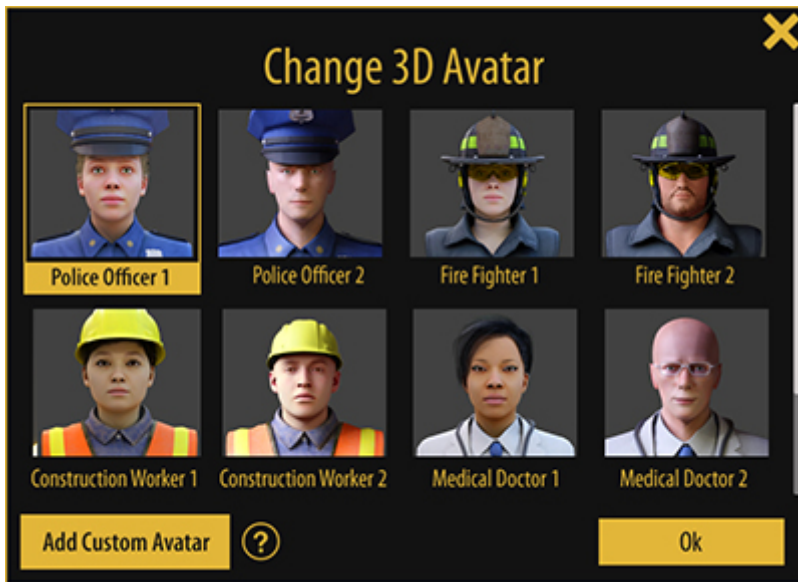 Change 3D Avatar
Police Officer 1
Police Officer 2
Fire Fighter 1
Fire Fighter 2
Construction Worker 1
Construction Worker 2
Medical Doctor 1
Medical Doctor 2
Add Custom Avatar
?
Ok